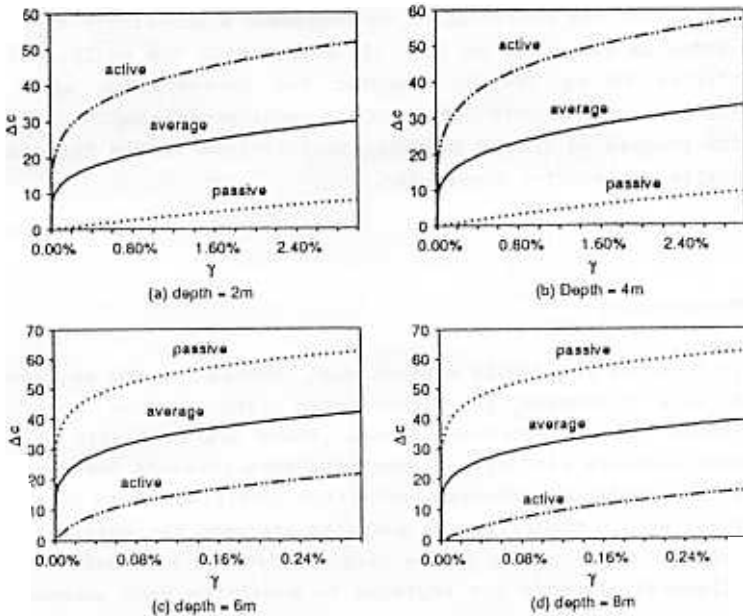 60
50
40
30
20
10
0
Δc
active
average
passive
0.00% 0.80% 1.60% 2.40%
γ
(a) depth = 2m
60
50
40
30
20
10
0
Δc
active
average
passive
0.00% 0.80% 1.60% 2.40%
γ
(b) Depth = 4m
70
60
50
40
30
20
10
0
Δc
passive
average
active
0.00% 0.08% 0.16% 0.24%
γ
(c) depth = 6m
70
60
50
40
30
20
10
0
Δc
passive
average
active
0.00% 0.08% 0.16% 0.24%
γ
(d) depth = 8m